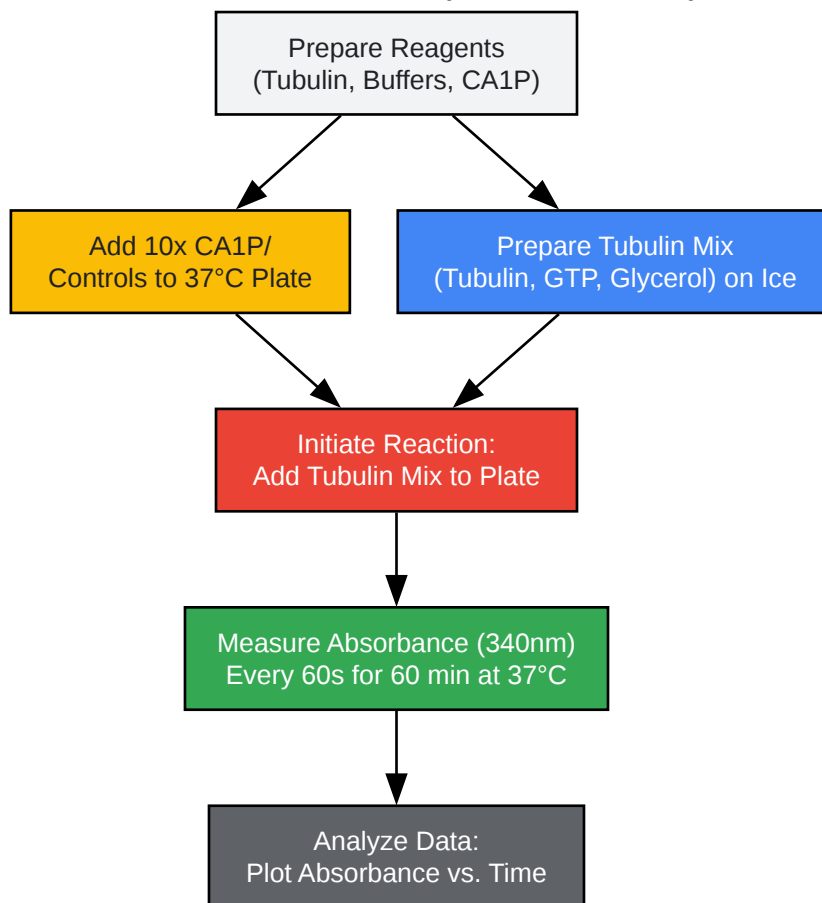 Prepare Reagents
(Tubulin, Buffers, CA1P)
Add 10x CA1P/
Controls to 37°C Plate
Prepare Tubulin Mix
(Tubulin, GTP, Glycerol) on Ice
Initiate Reaction:
Add Tubulin Mix to Plate
Measure Absorbance (340nm)
Every 60s for 60 min at 37°C
Analyze Data:
Plot Absorbance vs. Time